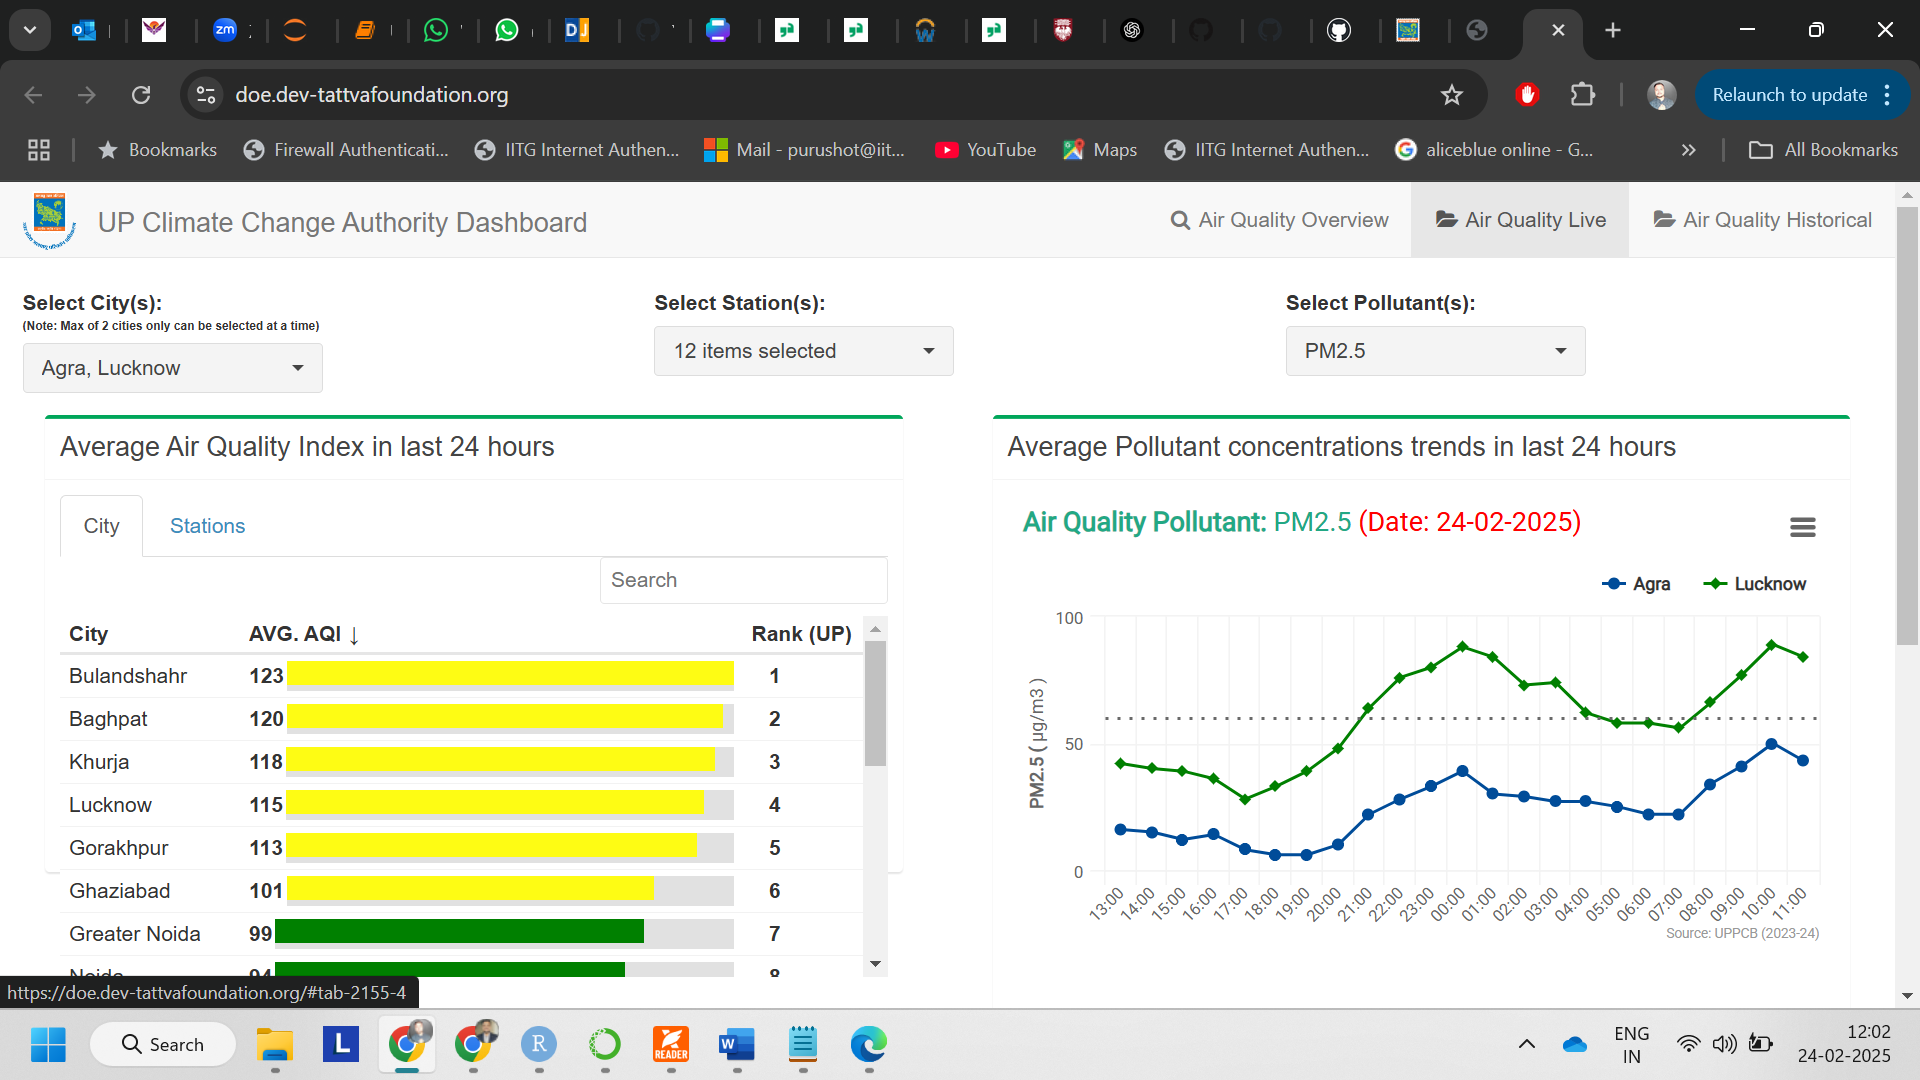 doe.dev-tattvafoundation.org
Relaunch to update
Bookmarks
Firewall Authenticati...
IITG Internet Authen...
Mail - purushot@iit...
YouTube
Maps
IITG Internet Authen...
aliceblue online - G...
All Bookmarks
UP Climate Change Authority Dashboard
Air Quality Overview
Air Quality Live
Air Quality Historical
Select City(s):
(Note: Max of 2 cities only can be selected at a time)
Agra, Lucknow
Select Station(s):
12 items selected
Select Pollutant(s):
PM2.5
Average Air Quality Index in last 24 hours
City
Stations
Search
City AVG. AQI ↓ Rank (UP)
Bulandshahr 123 1
Baghpat 120 2
Khurja 118 3
Lucknow 115 4
Gorakhpur 113 5
Ghaziabad 101 6
Greater Noida 99 7
Noida 94 8
Average Pollutant concentrations trends in last 24 hours
Air Quality Pollutant: PM2.5 (Date: 24-02-2025)
Agra Lucknow
100
50
0
PM2.5 ( µg/m3 )
13:00 14:00 15:00 16:00 17:00 18:00 19:00 20:00 21:00 22:00 23:00 00:00 01:00 02:00 03:00 04:00 05:00 06:00 07:00 08:00 09:00 10:00 11:00
Source: UPPCB (2023-24)
https://doe.dev-tattvafoundation.org/#tab-2155-4
Search
L
R
READER
W
ENG
IN
12:02
24-02-2025